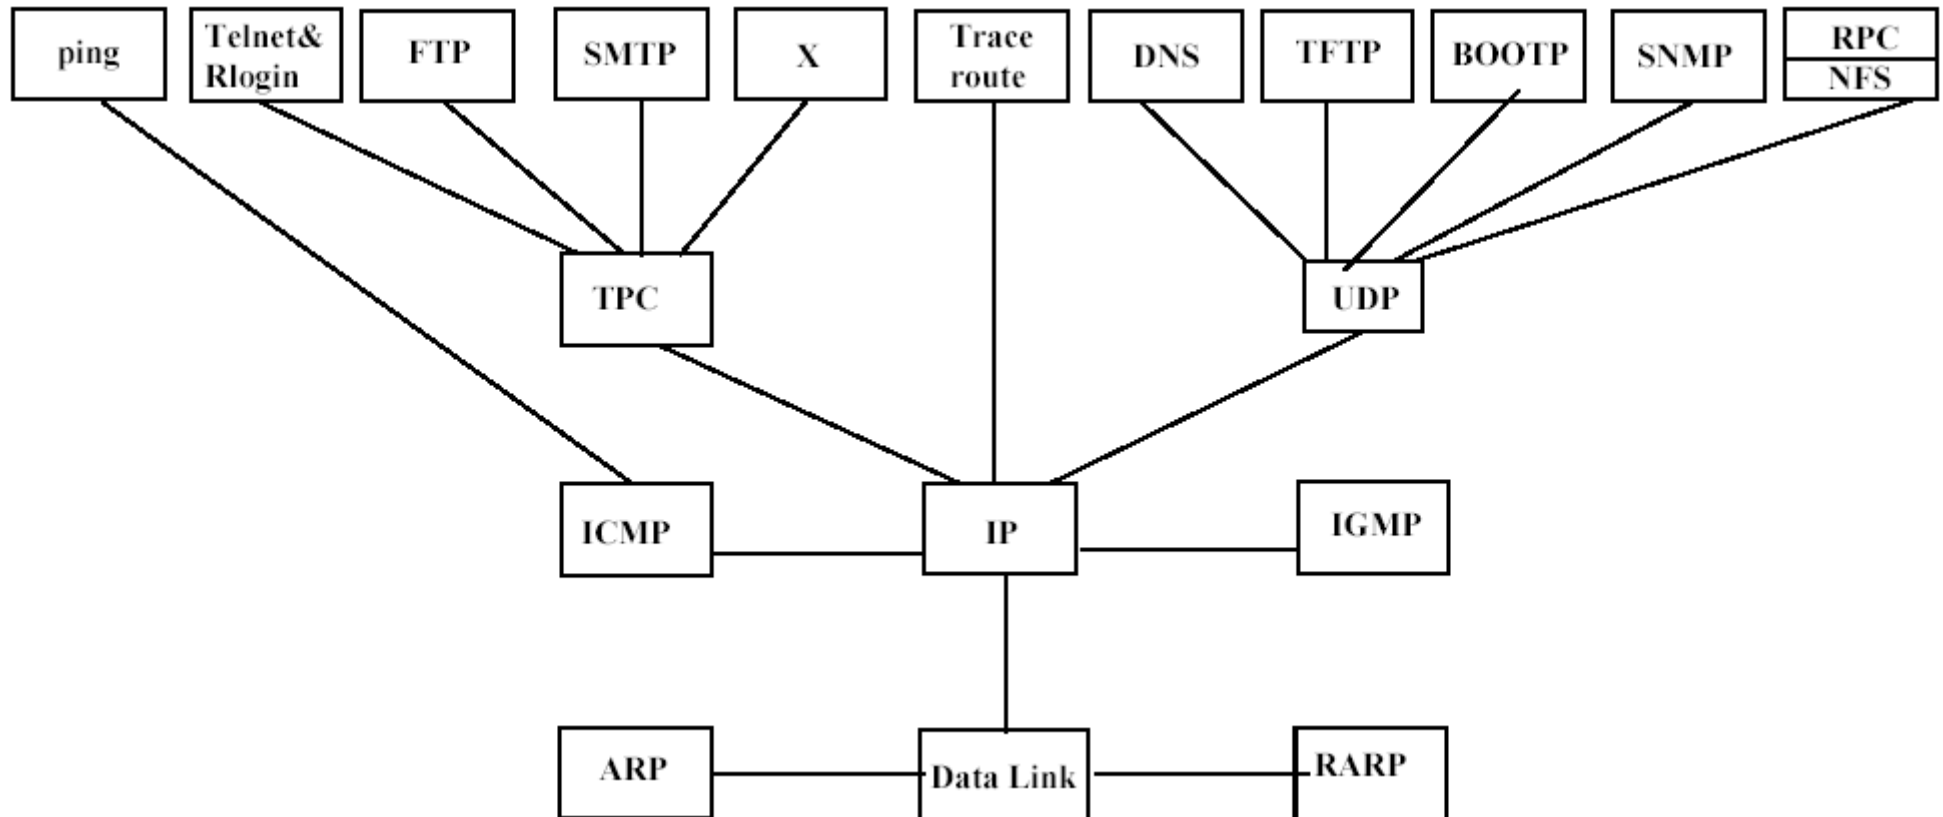 ping
Telnet&
Rlogin
FTP
SMTP
X
Trace
route
DNS
TFTP
BOOTP
SNMP
RPC
NFS
TPC
UDP
ICMP
IP
IGMP
ARP
Data Link
RARP